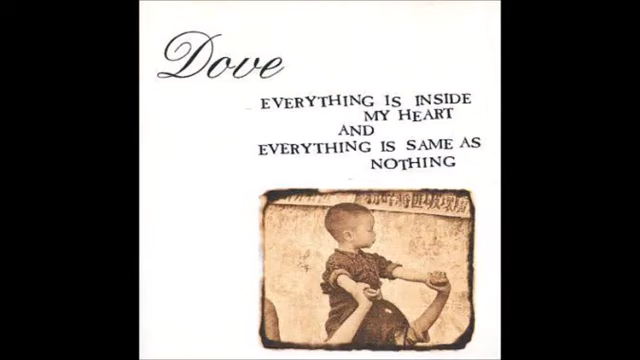 Dove
EVERYTHING IS INSIDE
MY HEART
AND
EVERYTHING IS SAME AS
NOTHING